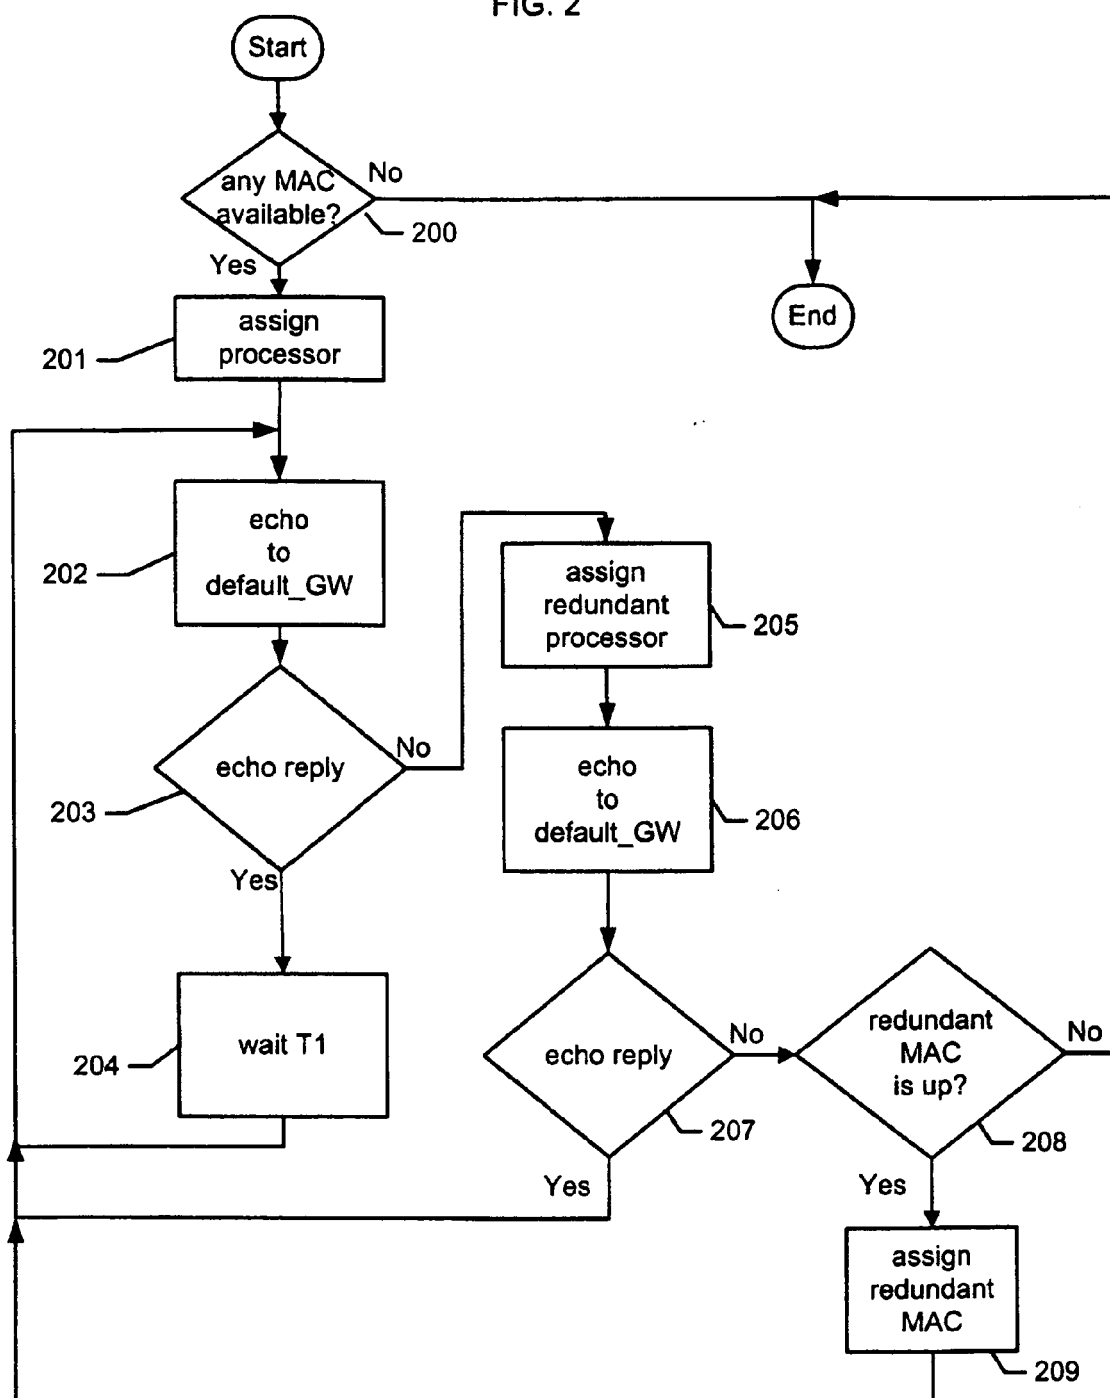 FIG. 2
Start
any MAC
available?
No
200
Yes
End
assign
processor
201
echo
to
default_GW
202
assign
redundant
processor
205
echo reply
No
203
Yes
echo
to
default_GW
206
wait T1
204
echo reply
No
207
Yes
redundant
MAC
is up?
No
208
Yes
assign
redundant
MAC
209